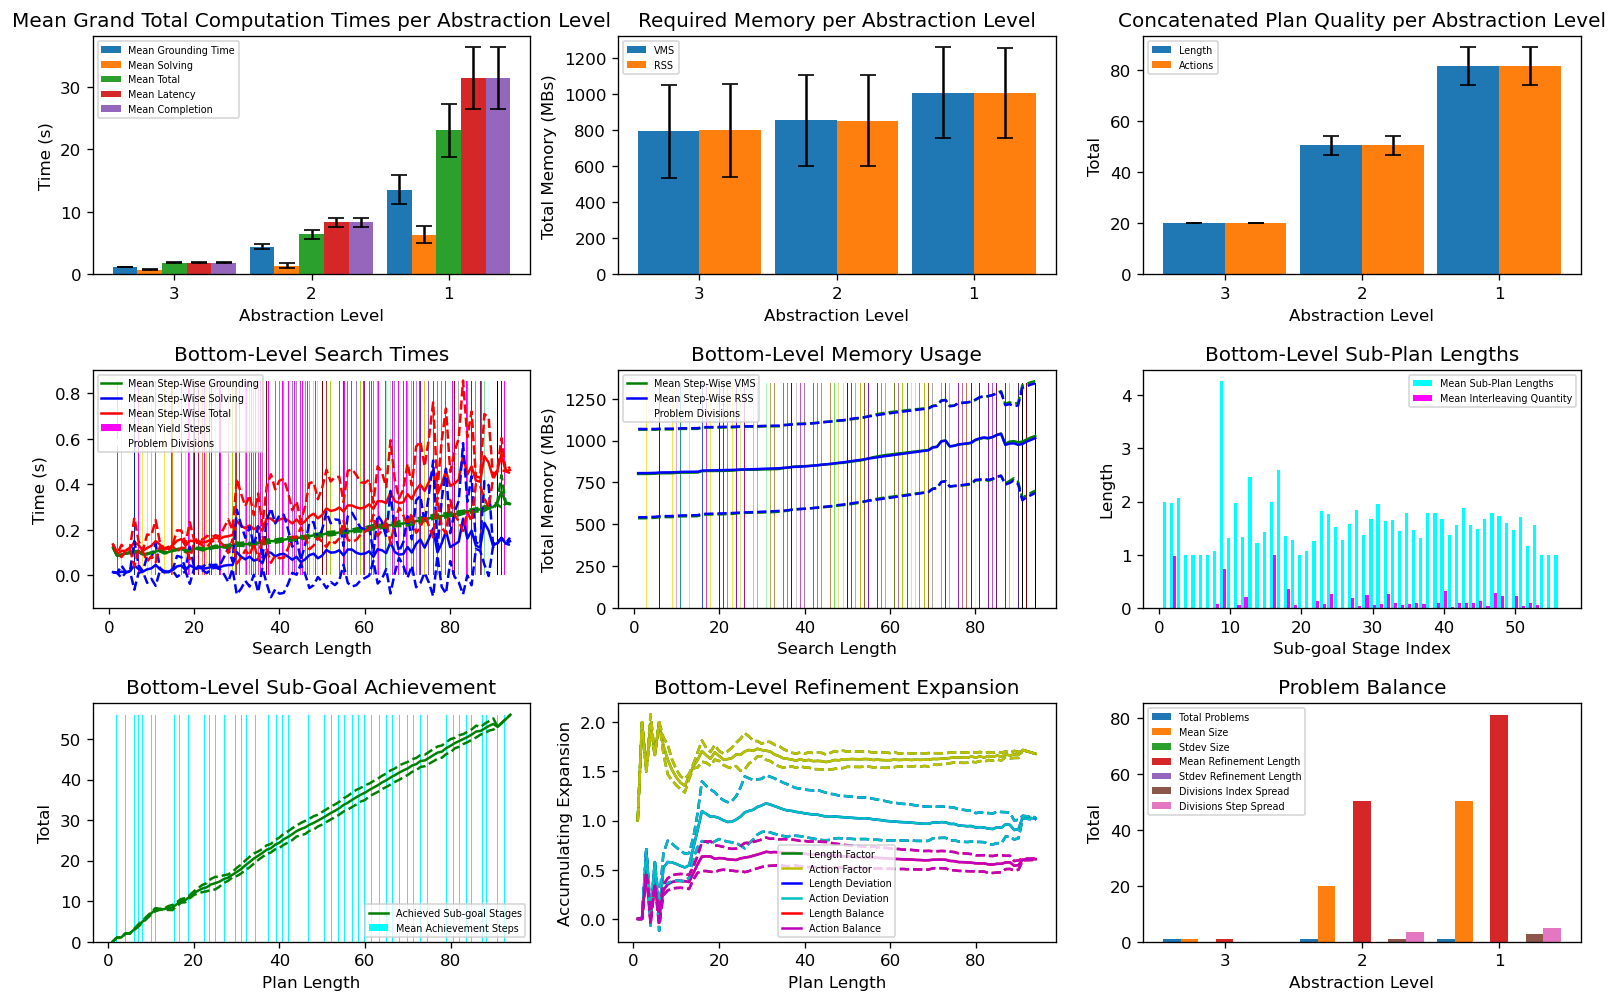 Mean Grand Total Computation Times per Abstraction Level
Time (s)
30
20
10
0
Mean Grounding Time
Mean Solving
Mean Total
Mean Latency
Mean Completion
3 2 1
Abstraction Level
Required Memory per Abstraction Level
Total Memory (MBs)
1200
1000
800
600
400
200
0
VMS
RSS
3 2 1
Abstraction Level
Concatenated Plan Quality per Abstraction Level
Total
80
60
40
20
0
Length
Actions
3 2 1
Abstraction Level
Bottom-Level Search Times
Time (s)
0.8
0.6
0.4
0.2
0.0
Mean Step-Wise Grounding
Mean Step-Wise Solving
Mean Step-Wise Total
Mean Yield Steps
Problem Divisions
0 20 40 60 80
Search Length
Bottom-Level Memory Usage
Total Memory (MBs)
1250
1000
750
500
250
0
Mean Step-Wise VMS
Mean Step-Wise RSS
Problem Divisions
0 20 40 60 80
Search Length
Bottom-Level Sub-Plan Lengths
Length
4
3
2
1
0
Mean Sub-Plan Lengths
Mean Interleaving Quantity
0 10 20 30 40 50
Sub-goal Stage Index
Bottom-Level Sub-Goal Achievement
Total
50
40
30
20
10
0
Achieved Sub-goal Stages
Mean Achievement Steps
0 20 40 60 80
Plan Length
Bottom-Level Refinement Expansion
Accumulating Expansion
2.0
1.5
1.0
0.5
0.0
Length Factor
Action Factor
Length Deviation
Action Deviation
Length Balance
Action Balance
0 20 40 60 80
Plan Length
Problem Balance
Total
80
60
40
20
0
Total Problems
Mean Size
Stdev Size
Mean Refinement Length
Stdev Refinement Length
Divisions Index Spread
Divisions Step Spread
3 2 1
Abstraction Level